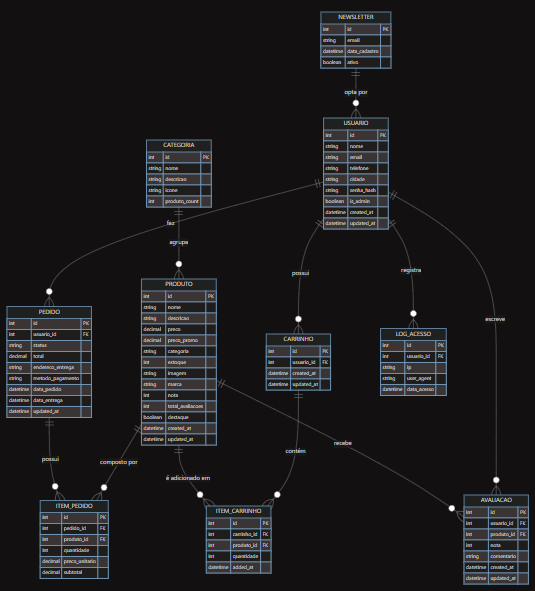 NEWSLETTER
int id PK
string email
datetime data_cadastro
boolean ativo
opta por
USUARIO
int id PK
string nome
string email
string telefone
string cidade
string senha_hash
boolean is_admin
datetime created_at
datetime updated_at
CATEGORIA
int id PK
string nome
string descricao
string icone
int produto_count
faz
agrupa
possui
registra
escreve
PRODUTO
int id PK
string nome
string descricao
decimal preco
decimal preco_promo
string categoria
int estoque
string imagem
string marca
int nota
int total_avaliacoes
boolean destaque
datetime created_at
datetime updated_at
PEDIDO
int id PK
int usuario_id FK
string status
decimal total
string endereco_entrega
string metodo_pagamento
datetime data_pedido
datetime data_entrega
datetime updated_at
CARRINHO
int id PK
int usuario_id FK
datetime created_at
datetime updated_at
LOG_ACESSO
int id PK
int usuario_id FK
string ip
string user_agent
datetime data_acesso
possui
composto por
é adicionado em
contém
recebe
ITEM_PEDIDO
int id PK
int pedido_id FK
int produto_id FK
int quantidade
decimal preco_unitario
decimal subtotal
ITEM_CARRINHO
int id PK
int carrinho_id FK
int produto_id FK
int quantidade
datetime added_at
AVALIACAO
int id PK
int usuario_id FK
int produto_id FK
int nota
string comentario
datetime created_at
datetime updated_at